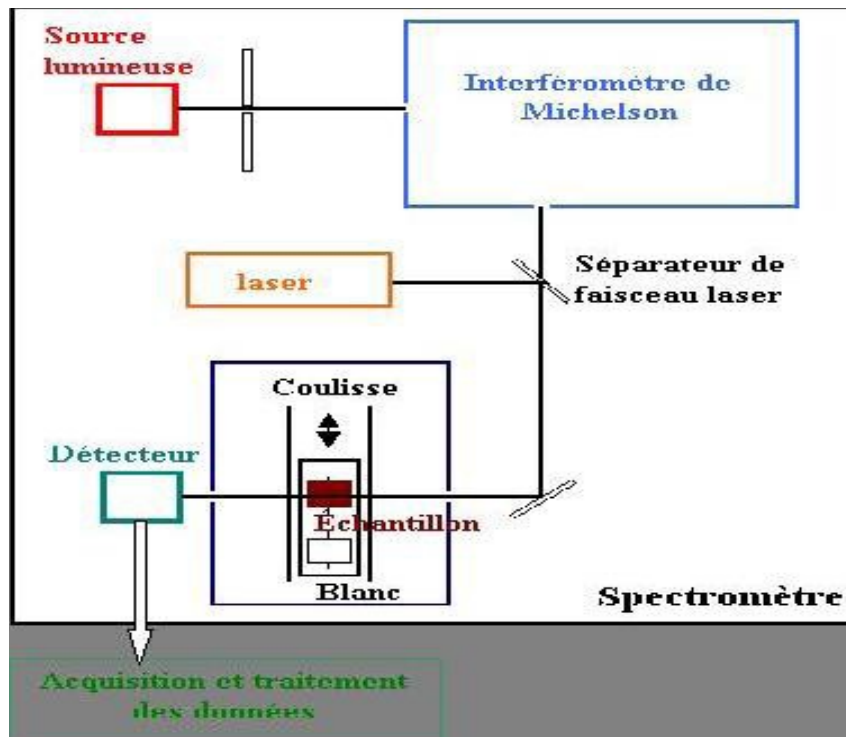 Source
lumineuse
Interféromètre de
Michelson
laser
Séparateur de
faisceau laser
Coulisse
Détecteur
Echantillon
Blanc
Spectromètre
Acquisition et traitement
des données